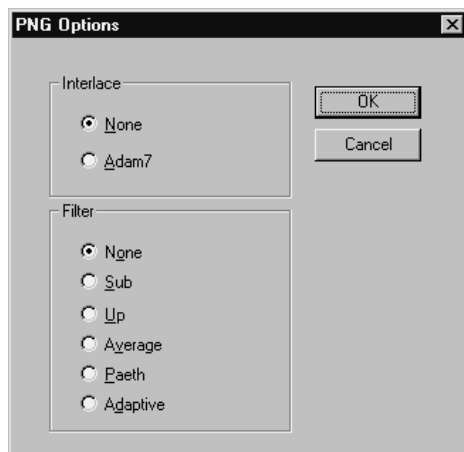 PNG Options
Interlace
None
Adam7
OK
Cancel
Filter
None
Sub
Up
Average
Paeth
Adaptive